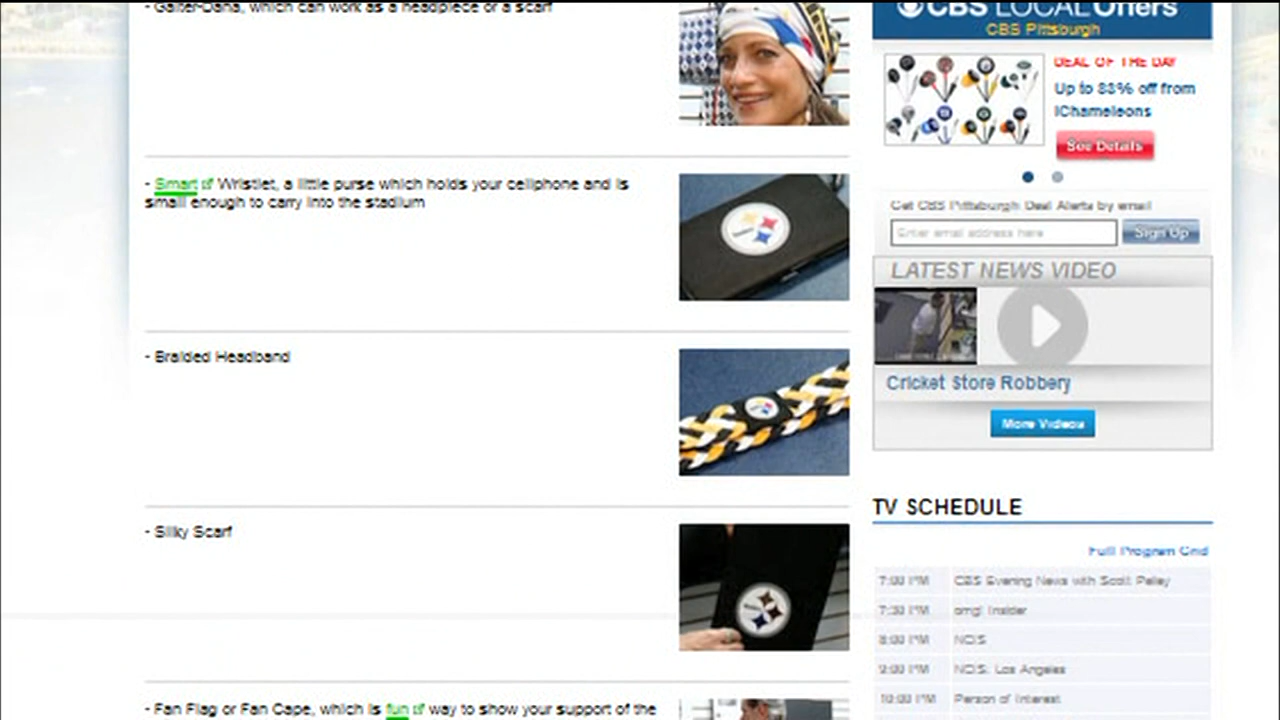 - Gaiter-Dana, which can work as a headpiece or a scarf
- Smart Wristlet, a little purse which holds your cellphone and is
small enough to carry into the stadium
- Braided Headband
- Silky Scarf
- Fan Flag or Fan Cape, which is fun way to show your support of the
CBS LOCAL Offers
CBS Pittsburgh
DEAL OF THE DAY
Up to 83% off from
iChameleons
See Details
Get CBS Pittsburgh Deal Alerts by email
Enter email address here
Sign Up
LATEST NEWS VIDEO
Cricket Store Robbery
More Videos
TV SCHEDULE
Full Program Grid
7:00 PM CBS Evening News with Scott Pelley
7:30 PM omg! Insider
8:00 PM NCIS
9:00 PM NCIS: Los Angeles
10:00 PM Person of Interest